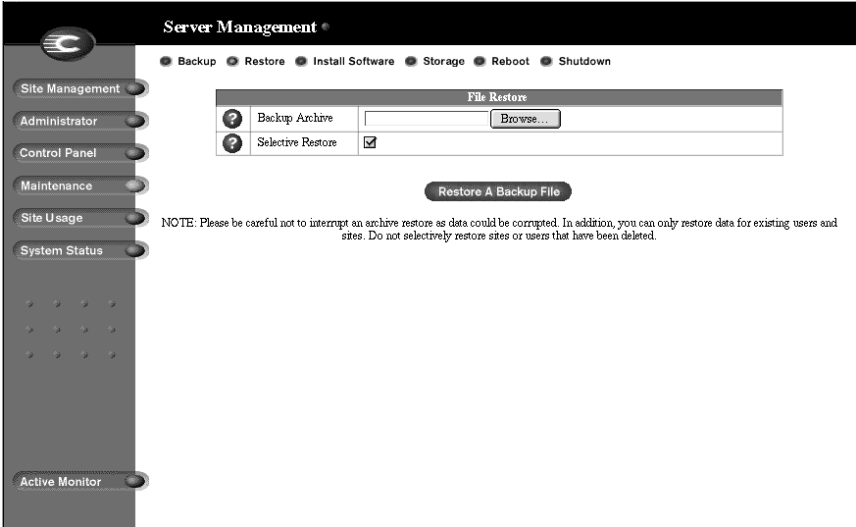 Server Management
Backup Restore Install Software Storage Reboot Shutdown
Site Management
Administrator
Control Panel
Maintenance
Site Usage
System Status
Active Monitor
File Restore
? Backup Archive Browse...
? Selective Restore
Restore A Backup File
NOTE: Please be careful not to interrupt an archive restore as data could be corrupted. In addition, you can only restore data for existing users and
sites. Do not selectively restore sites or users that have been deleted.